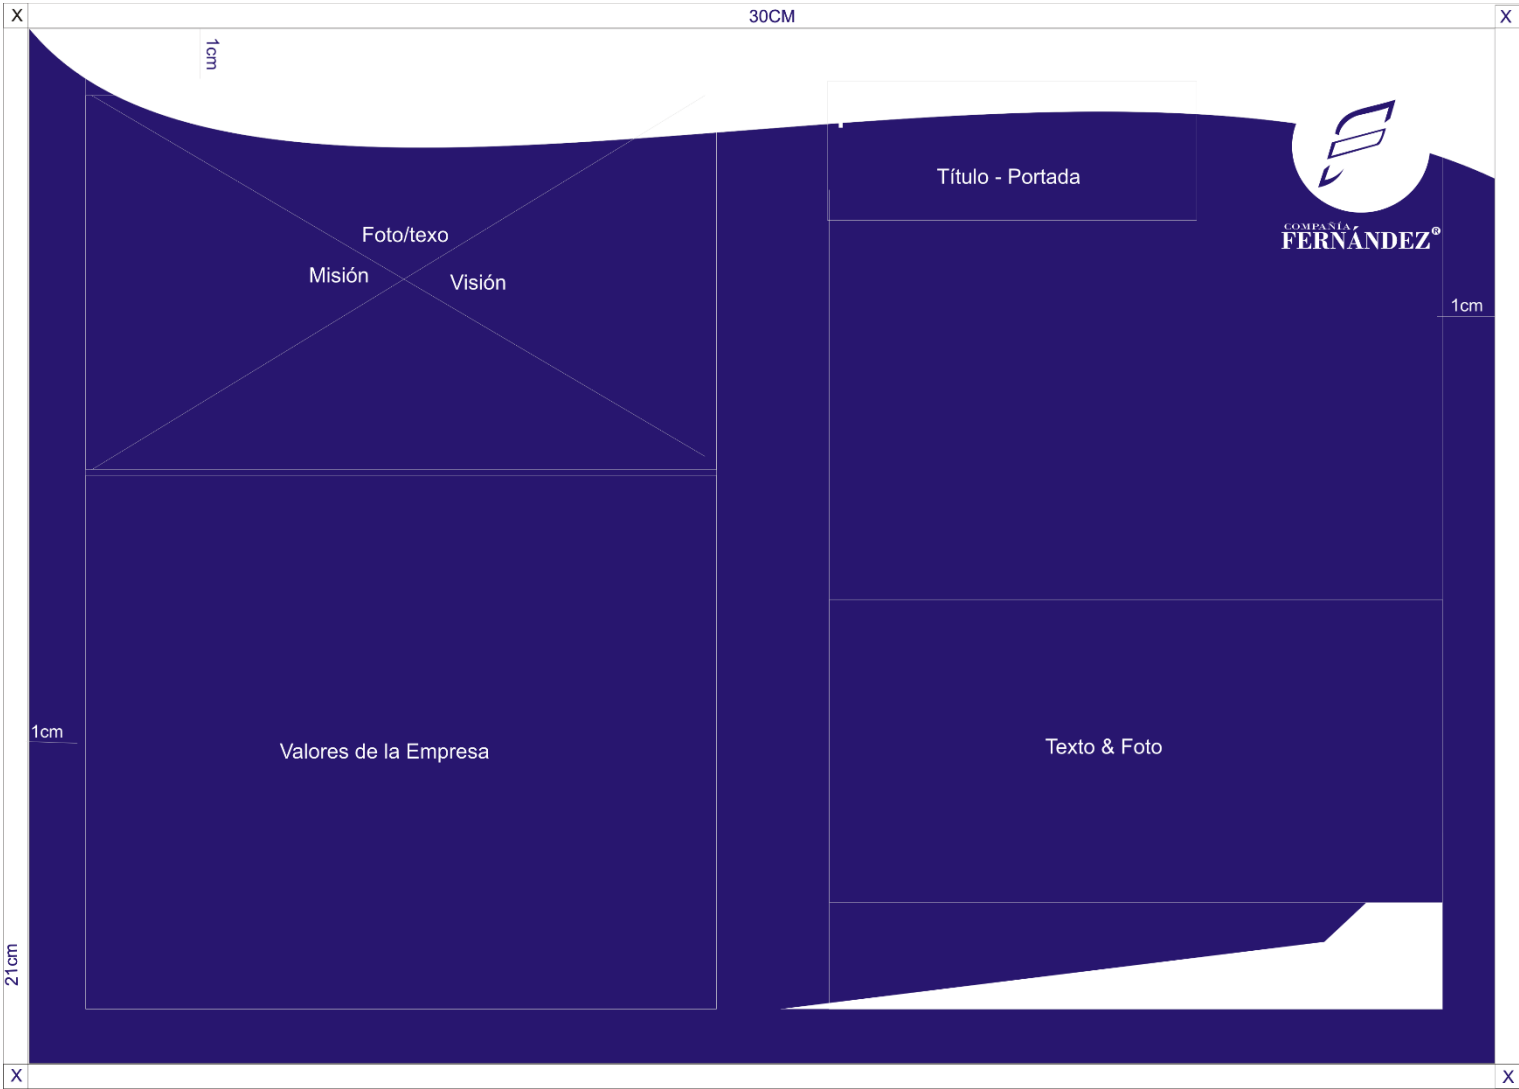 X
30CM
X
1cm
Título - Portada
Foto/texo
Misión
Visión
COMPAÑÍA
FERNÁNDEZ®
1cm
1cm
Valores de la Empresa
Texto & Foto
21cm
X
X